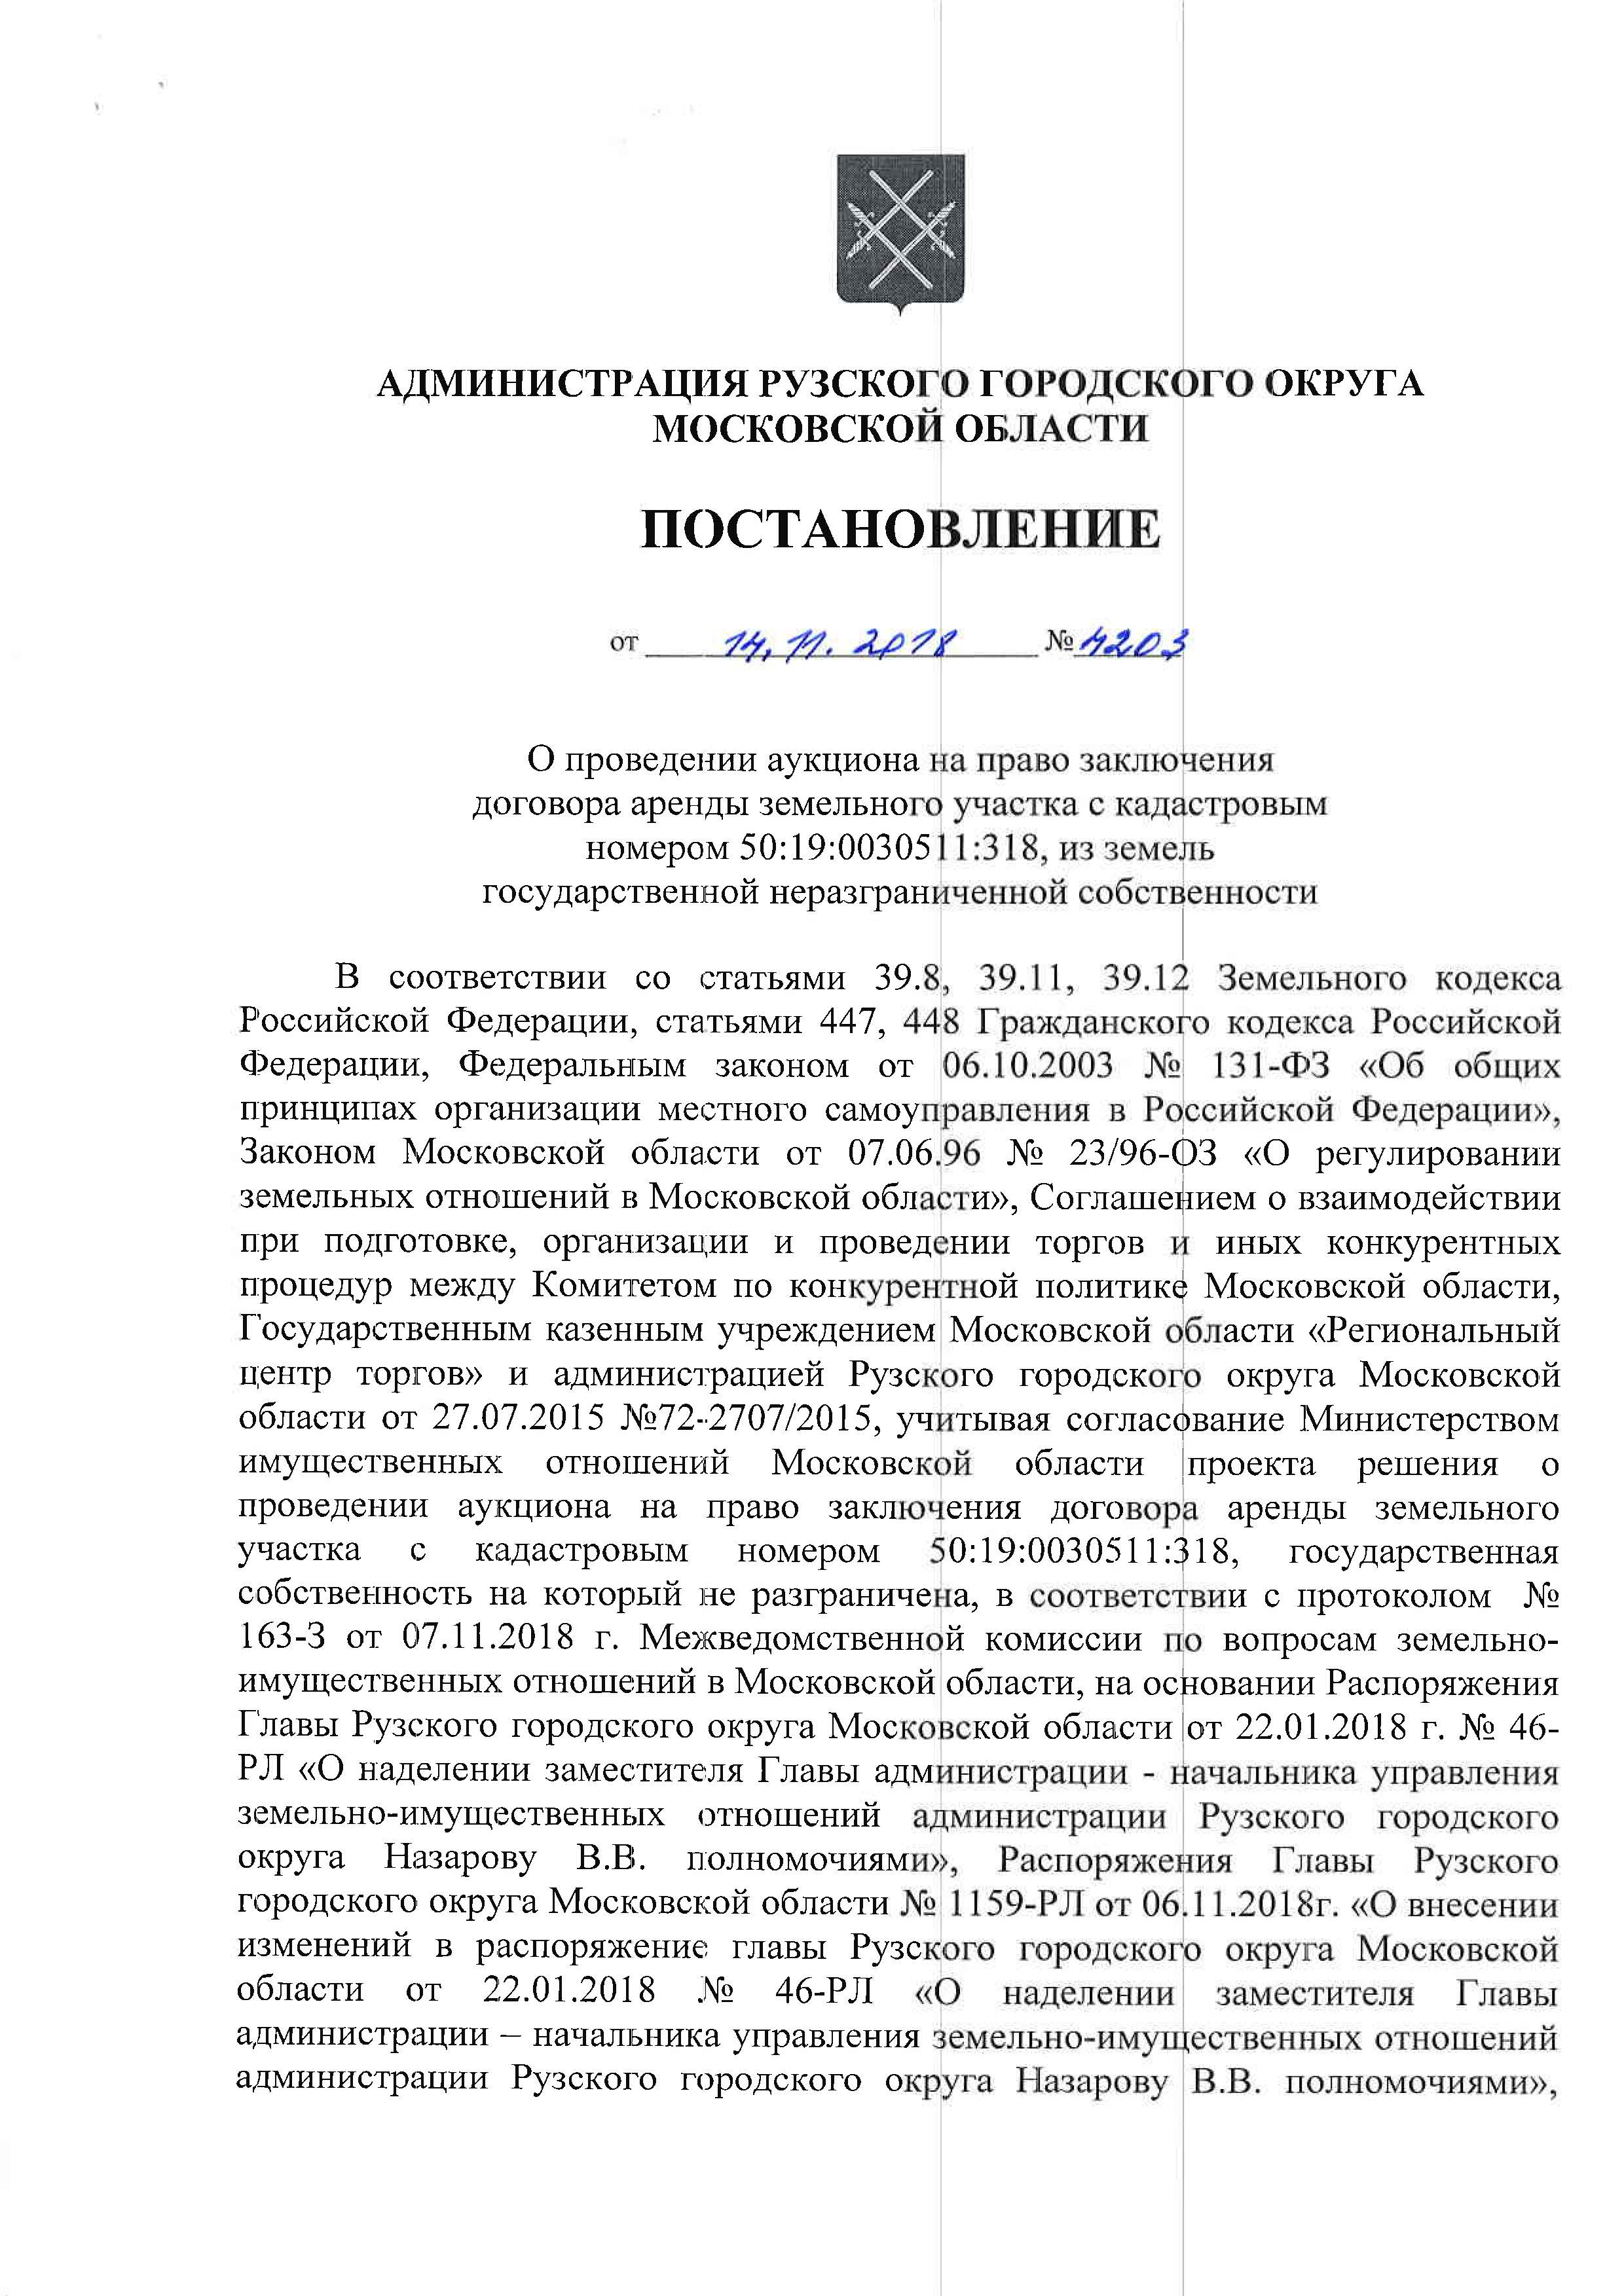 АДМИНИСТРАЦИЯ РУЗСКОГО ГОРОДСКОГО ОКРУГА
МОСКОВСКОЙ ОБЛАСТИ
ПОСТАНОВЛЕНИЕ
от 14.11.2018 № 4203
О проведении аукциона на право заключения
договора аренды земельного участка с кадастровым
номером 50:19:0030511:318, из земель
государственной неразграниченной собственности
В соответствии со статьями 39.8, 39.11, 39.12 Земельного кодекса
Российской Федерации, статьями 447, 448 Гражданского кодекса Российской
Федерации, Федеральным законом от 06.10.2003 № 131-ФЗ «Об общих
принципах организации местного самоуправления в Российской Федерации»,
Законом Московской области от 07.06.96 № 23/96-ОЗ «О регулировании
земельных отношений в Московской области», Соглашением о взаимодействии
при подготовке, организации и проведении торгов и иных конкурентных
процедур между Комитетом по конкурентной политике Московской области,
Государственным казенным учреждением Московской области «Региональный
центр торгов» и администрацией Рузского городского округа Московской
области от 27.07.2015 №72-2707/2015, учитывая согласование Министерством
имущественных отношений Московской области проекта решения о
проведении аукциона на право заключения договора аренды земельного
участка с кадастровым номером 50:19:0030511:318, государственная
собственность на который не разграничена, в соответствии с протоколом №
163-З от 07.11.2018 г. Межведомственной комиссии по вопросам земельно-
имущественных отношений в Московской области, на основании Распоряжения
Главы Рузского городского округа Московской области от 22.01.2018 г. № 46-
РЛ «О наделении заместителя Главы администрации - начальника управления
земельно-имущественных отношений администрации Рузского городского
округа Назарову В.В. полномочиями», Распоряжения Главы Рузского
городского округа Московской области № 1159-РЛ от 06.11.2018г. «О внесении
изменений в распоряжение главы Рузского городского округа Московской
области от 22.01.2018 № 46-РЛ «О наделении заместителя Главы
администрации – начальника управления земельно-имущественных отношений
администрации Рузского городского округа Назарову В.В. полномочиями»,